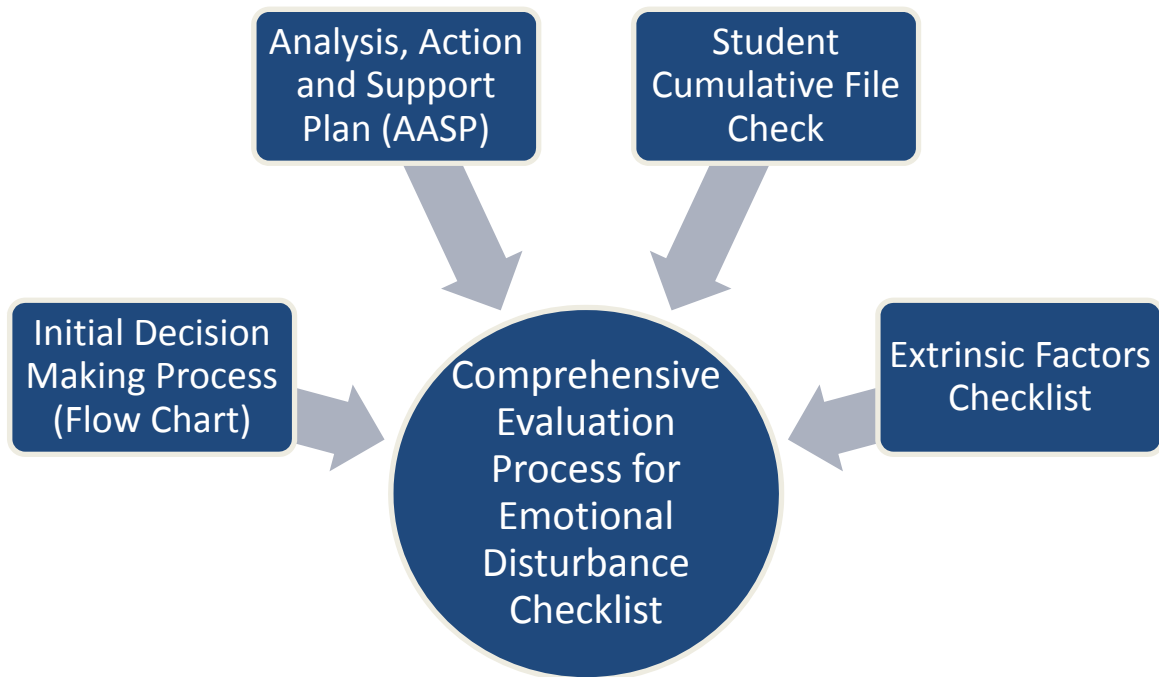 Analysis, Action
and Support
Plan (AASP)
Student
Cumulative File
Check
Initial Decision
Making Process
(Flow Chart)
Extrinsic Factors
Checklist
Comprehensive
Evaluation
Process for
Emotional
Disturbance
Checklist